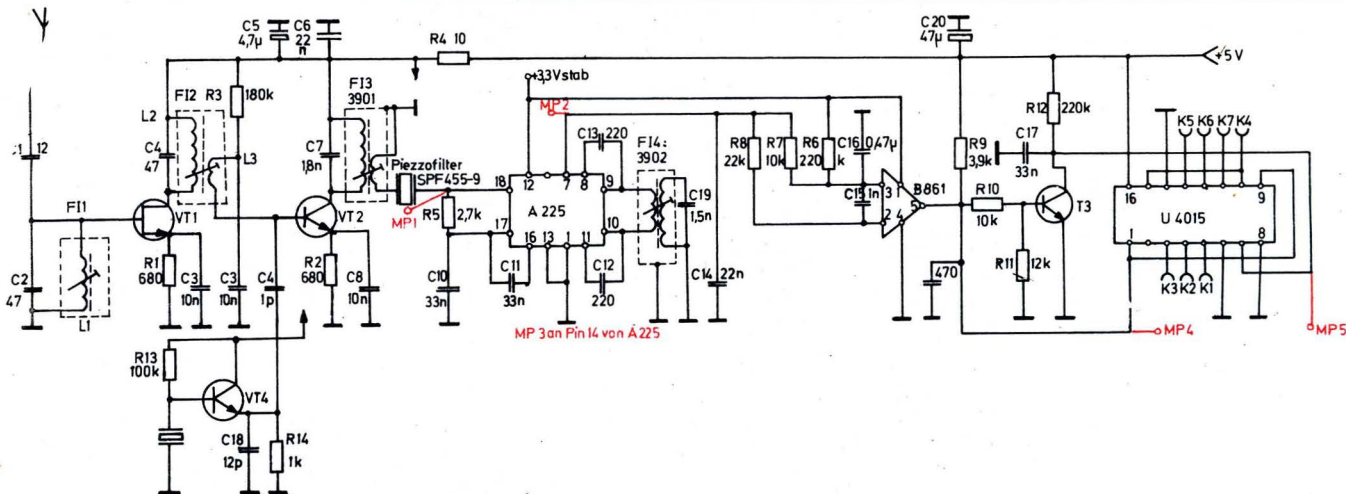 C5
4,7µ
C6
22
n
R4 10
C20
47µ
+5V
FI2
R3
180k
L2
C4
47
L3
FI3
3901
C7
1,8n
Piezzofilter
SPF455-9
MP1
+3,3Vstab
MP2
C13 220
12
7
8
9
18
17
A 225
10
16
13
1
11
R5
2,7k
C10
33n
C11
33n
C12
220
MP 3 an Pin 14 von A 225
FI4:
3902
C19
1,5n
C14 22n
R8
22k
R7
10k
R6
220
k
C16
0,47µ
C15 1n
B861
3
1
2
4
5
R9
3,9k
470
R10
10k
R11
12k
R12
220k
C17
33n
T3
K5 K6 K7 K4
16
9
U 4015
1
8
K3 K2 K1
MP4
MP5
12
FI1
C2
47
L1
VT1
R1
680
C3
10n
C3
10n
C4
1p
VT2
R2
680
C8
10n
R13
100k
VT4
C18
12p
R14
1k